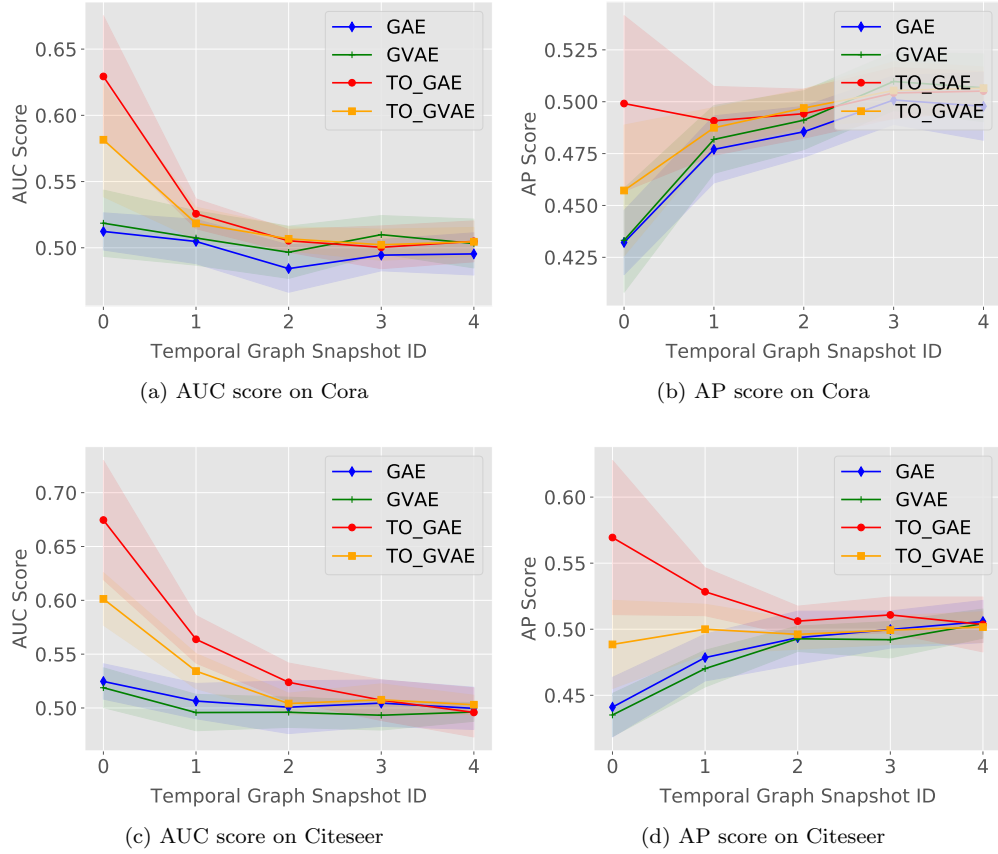 GAE
GVAE
TO_GAE
TO_GVAE
0.65
0.60
0.55
0.50
AUC Score
0 1 2 3 4
Temporal Graph Snapshot ID
(a) AUC score on Cora
GAE
GVAE
TO_GAE
TO_GVAE
0.525
0.500
0.475
0.450
0.425
AP Score
0 1 2 3 4
Temporal Graph Snapshot ID
(b) AP score on Cora
GAE
GVAE
TO_GAE
TO_GVAE
0.70
0.65
0.60
0.55
0.50
AUC Score
0 1 2 3 4
Temporal Graph Snapshot ID
(c) AUC score on Citeseer
GAE
GVAE
TO_GAE
TO_GVAE
0.60
0.55
0.50
0.45
AP Score
0 1 2 3 4
Temporal Graph Snapshot ID
(d) AP score on Citeseer